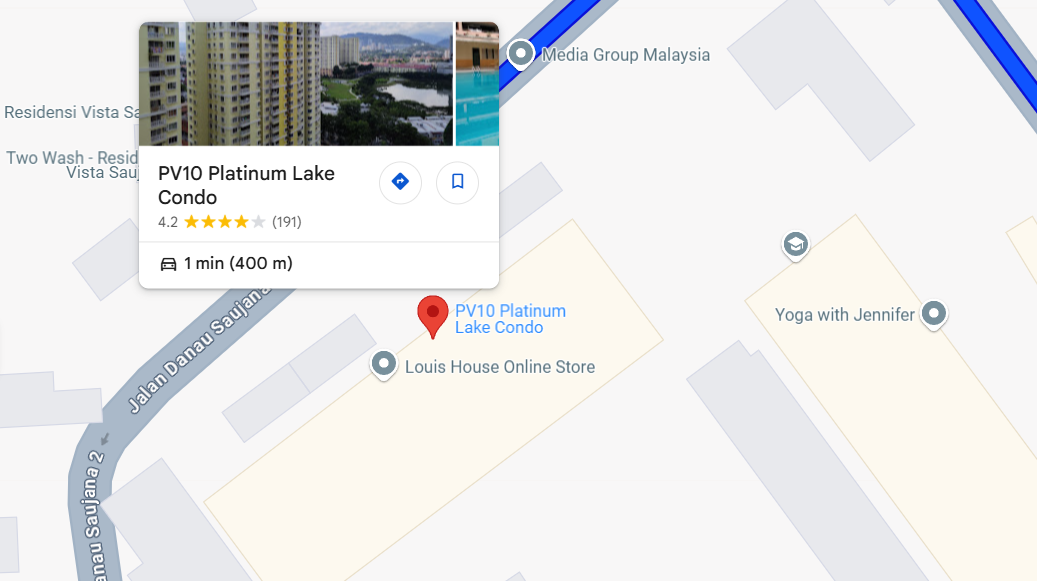 Media Group Malaysia
Residensi Vista Sa
Two Wash - Resid
Vista Sauj
PV10 Platinum Lake
Condo
4.2 (191)
1 min (400 m)
Jalan Danau Saujana
PV10 Platinum
Lake Condo
Yoga with Jennifer
Louis House Online Store
anau Saujana 2